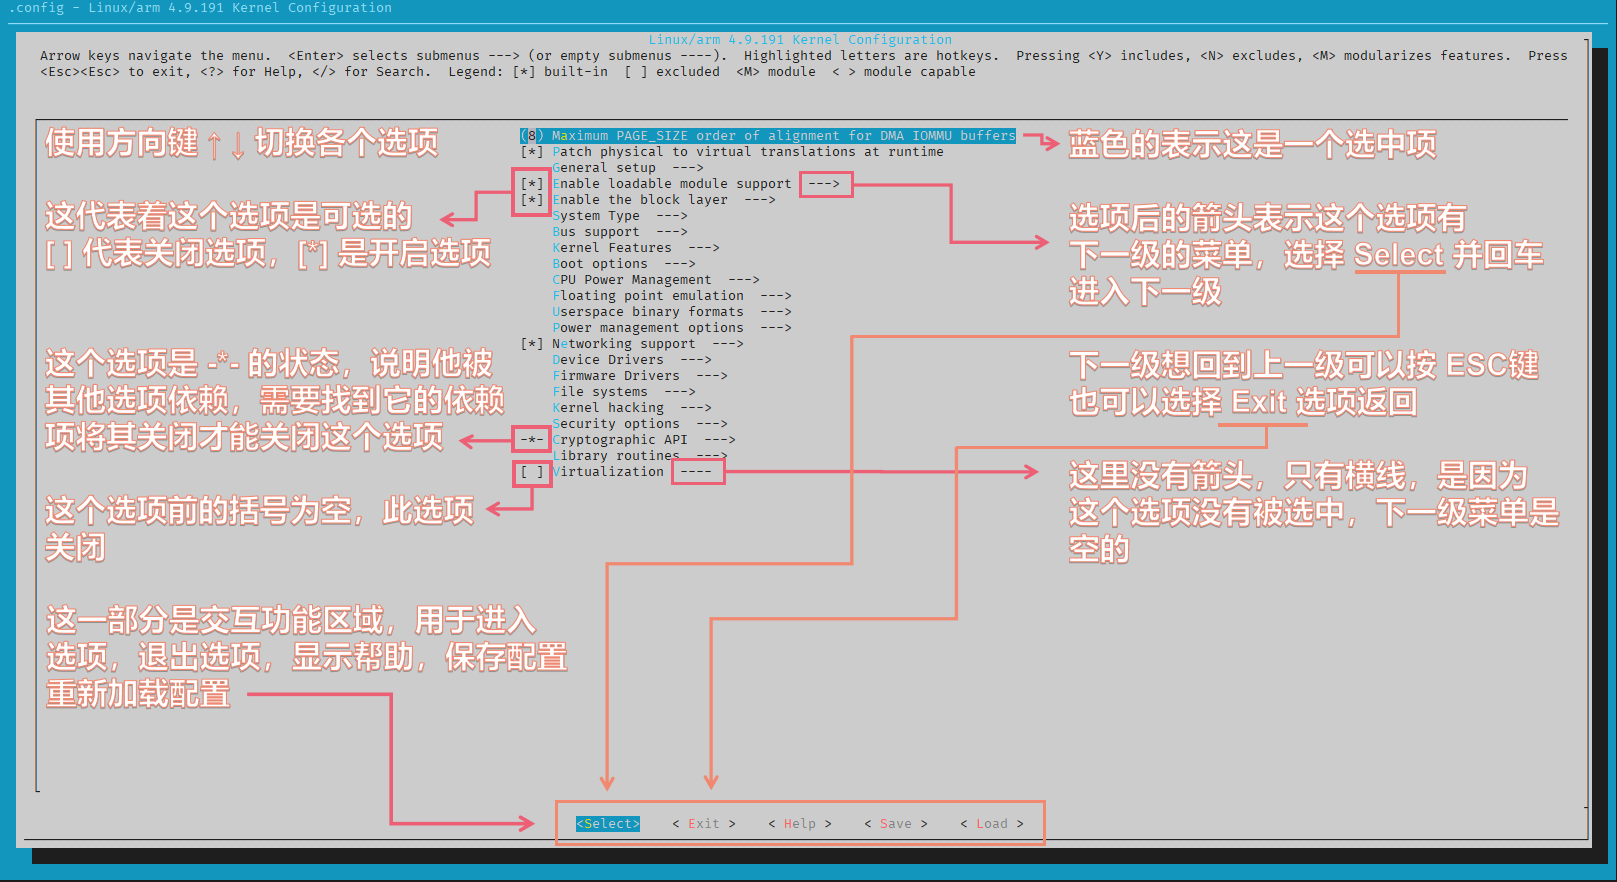 .config - Linux/arm 4.9.191 Kernel Configuration
Linux/arm 4.9.191 Kernel Configuration
Arrow keys navigate the menu.  <Enter> selects submenus ---> (or empty submenus ----).  Highlighted letters are hotkeys.  Pressing <Y> includes, <N> excludes, <M> modularizes features.  Press
<Esc><Esc> to exit, <?> for Help, </> for Search.  Legend: [*] built-in  [ ] excluded  <M> module  < > module capable
使用方向键 ↑ ↓ 切换各个选项
这代表着这个选项是可选的
[ ] 代表关闭选项，[*] 是开启选项
这个选项是 -*- 的状态，说明他被
其他选项依赖，需要找到它的依赖
项将其关闭才能关闭这个选项
这个选项前的括号为空，此选项
关闭
这一部分是交互功能区域，用于进入
选项，退出选项，显示帮助，保存配置
重新加载配置
(8) Maximum PAGE_SIZE order of alignment for DMA IOMMU buffers
[*] Patch physical to virtual translations at runtime
General setup  --->
[*] Enable loadable module support  --->
[*] Enable the block layer  --->
System Type  --->
Bus support  --->
Kernel Features  --->
Boot options  --->
CPU Power Management  --->
Floating point emulation  --->
Userspace binary formats  --->
Power management options  --->
[*] Networking support  --->
Device Drivers  --->
Firmware Drivers  --->
File systems  --->
Kernel hacking  --->
Security options  --->
-*- Cryptographic API  --->
Library routines  --->
[ ] Virtualization  ----
蓝色的表示这是一个选中项
选项后的箭头表示这个选项有
下一级的菜单，选择 Select 并回车
进入下一级
下一级想回到上一级可以按 ESC键
也可以选择 Exit 选项返回
这里没有箭头，只有横线，是因为
这个选项没有被选中，下一级菜单是
空的
<Select>    < Exit >    < Help >    < Save >    < Load >